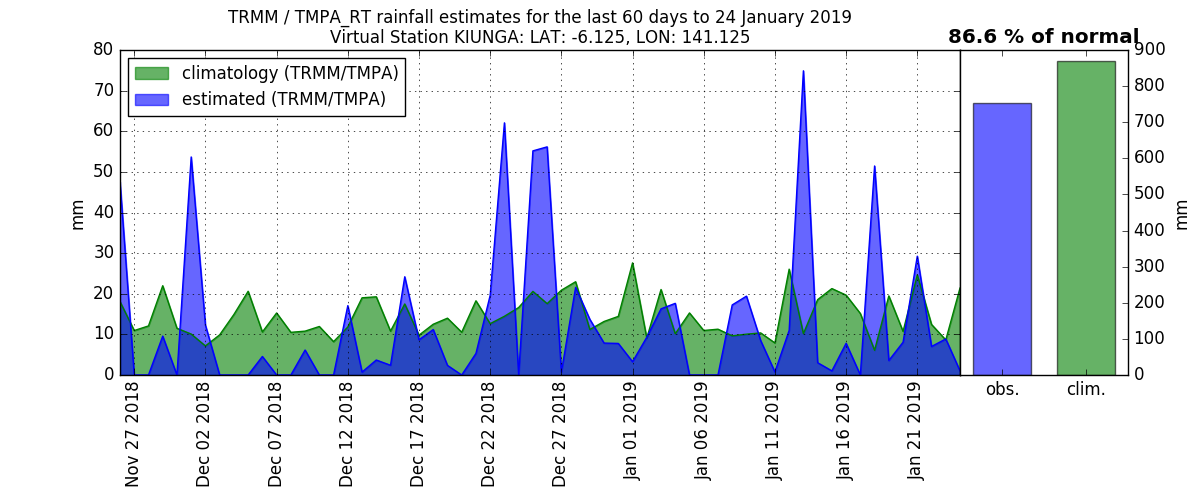 TRMM / TMPA_RT rainfall estimates for the last 60 days to 24 January 2019
Virtual Station KIUNGA: LAT: -6.125, LON: 141.125
86.6 % of normal
climatology (TRMM/TMPA)
estimated (TRMM/TMPA)
mm
80
70
60
50
40
30
20
10
0
Nov 27 2018
Dec 02 2018
Dec 07 2018
Dec 12 2018
Dec 17 2018
Dec 22 2018
Dec 27 2018
Jan 01 2019
Jan 06 2019
Jan 11 2019
Jan 16 2019
Jan 21 2019
obs.
clim.
900
800
700
600
500
400
300
200
100
0
mm